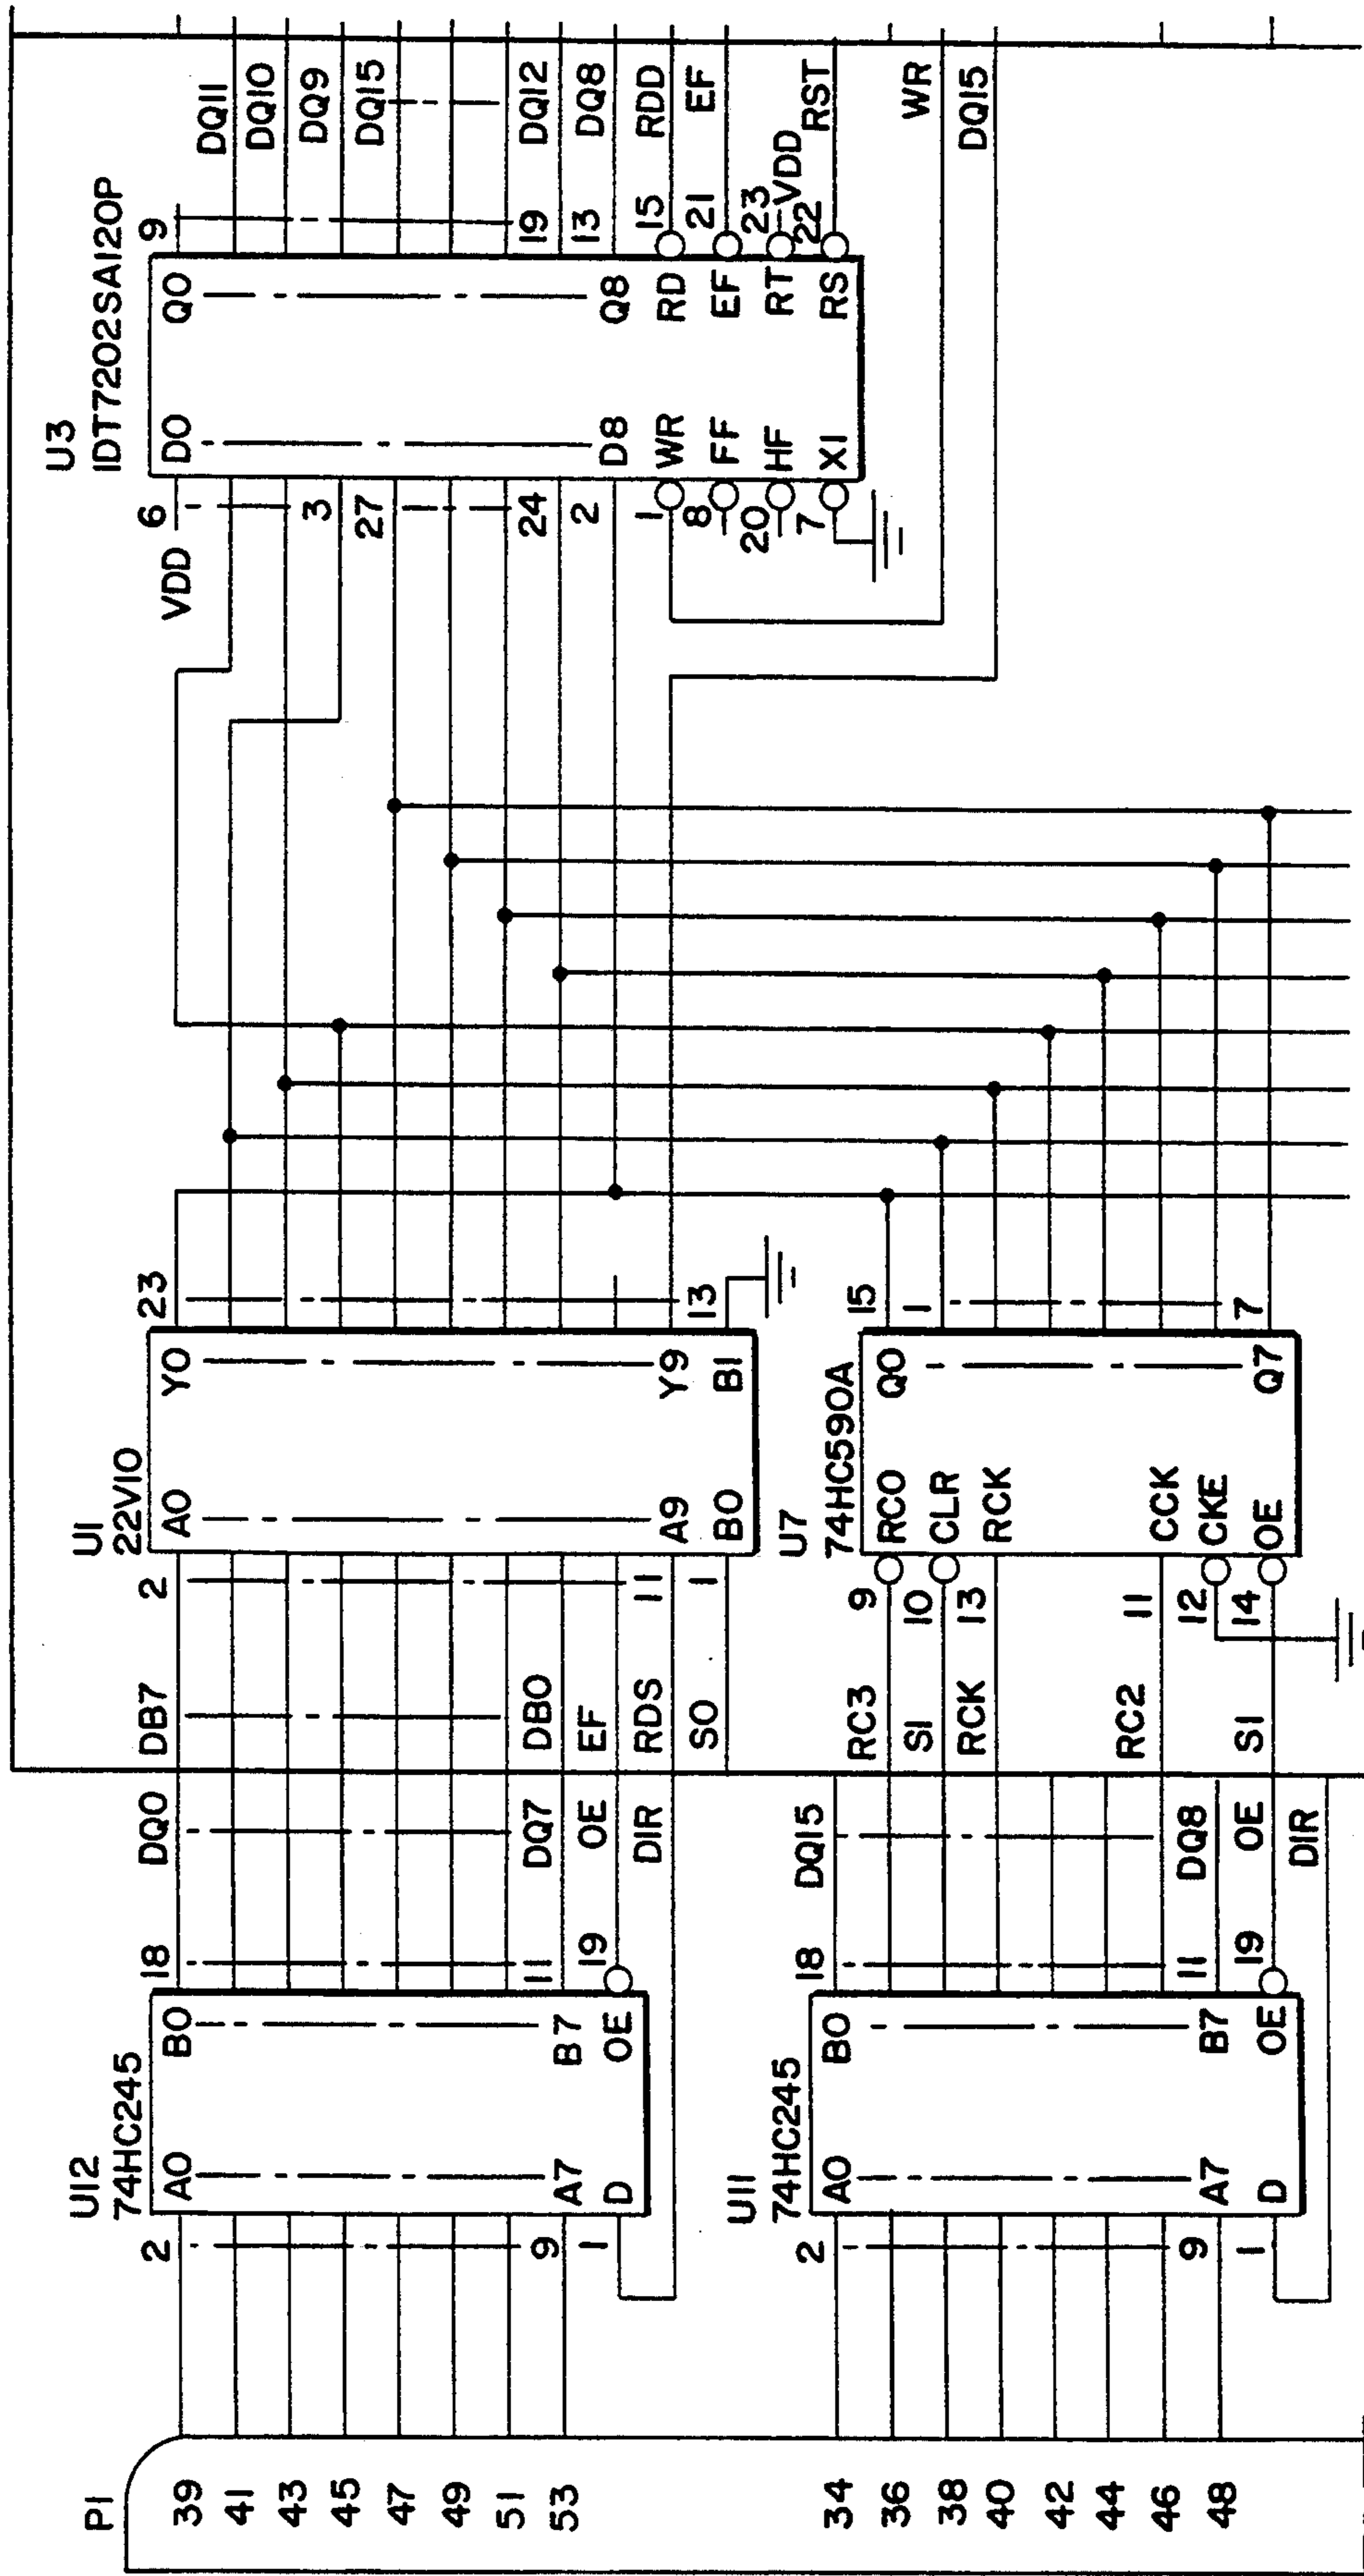 P1
39
41
43
45
47
49
51
53
34
36
38
40
42
44
46
48
U12
74HC245
A0
B0
A7
B7
D
OE
2
9
1
18
11
19
DQ0
DQ7
OE
DIR
U11
74HC245
A0
B0
A7
B7
D
OE
2
9
1
18
11
19
DQ15
DQ8
OE
DIR
DB7
DB0
EF
RDS
S0
2
11
1
U1
22V10
A0
Y0
A9
Y9
B0
B1
23
13
RC3
S1
RCK
RC2
S1
9
10
13
11
12
14
U7
74HC590A
RCO
Q0
CLR
RCK
CCK
CKE
OE
Q7
15
1
7
VDD
6
3
27
24
2
1
8
20
7
U3
IDT7202SA120P
D0
Q0
D8
Q8
WR
RD
FF
EF
HF
RT
XI
RS
9
19
13
15
21
23
22
DQ11
DQ10
DQ9
DQ15
DQ12
DQ8
RDD
EF
VDD
RST
WR
DQ15